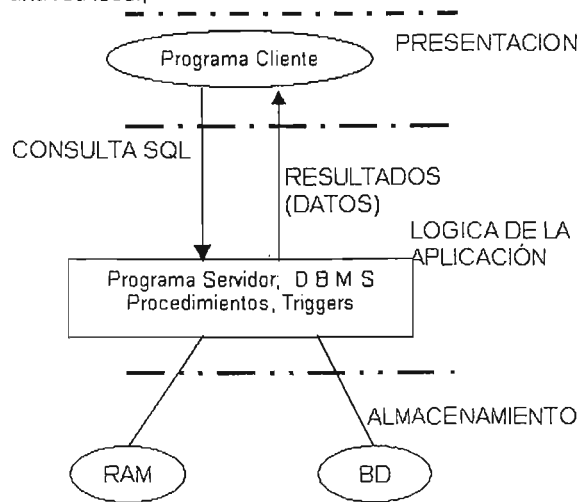 PRESENTACION
Programa Cliente
CONSULTA SQL
RESULTADOS
(DATOS)
LOGICA DE LA
APLICACIÓN
Programa Servidor, D B M S
Procedimientos, Triggers
ALMACENAMIENTO
RAM
BD